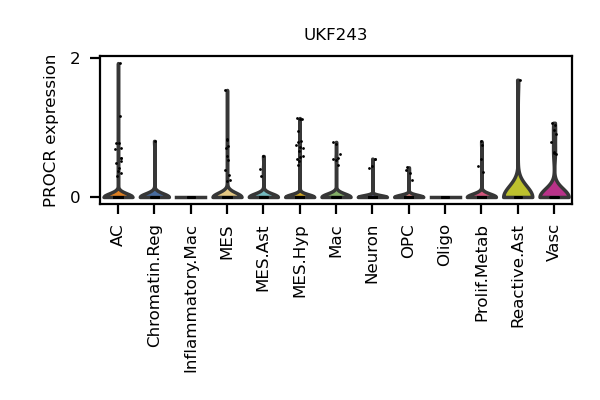 UKF243
PROCR expression
2
0
AC
Chromatin.Reg
Inflammatory.Mac
MES
MES.Ast
MES.Hyp
Mac
Neuron
OPC
Oligo
Prolif.Metab
Reactive.Ast
Vasc